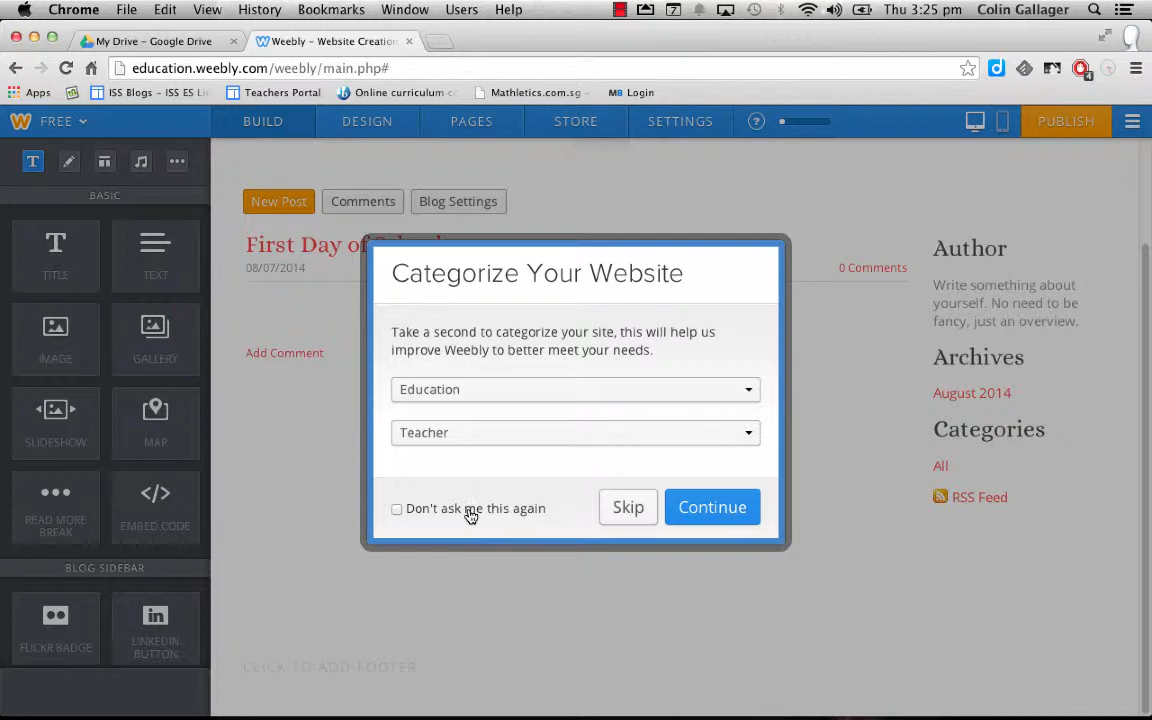 Chrome File Edit View History Bookmarks Window Users Help 7 Thu 3:25 pm Colin Gallager
My Drive – Google Drive × Weebly – Website Creation ×
education.weebly.com/weebly/main.php#
Apps ISS Blogs – ISS ES Li Teachers Portal Online curriculum c Mathletics.com.sg MB Login
FREE BUILD DESIGN PAGES STORE SETTINGS ? PUBLISH
T
BASIC
New Post Comments Blog Settings
T
TITLE TEXT
First Day of
08/07/2014 0 Comments
Add Comment
IMAGE GALLERY
SLIDESHOW MAP
READ MORE BREAK
</>
EMBED CODE
BLOG SIDEBAR
FLICKR BADGE
in
LINKEDIN BUTTON
Categorize Your Website
Take a second to categorize your site, this will help us
improve Weebly to better meet your needs.
Education
Teacher
Don't ask me this again Skip Continue
Author
Write something about
yourself. No need to be
fancy, just an overview.
Archives
August 2014
Categories
All
RSS Feed
CLICK TO ADD FOOTER